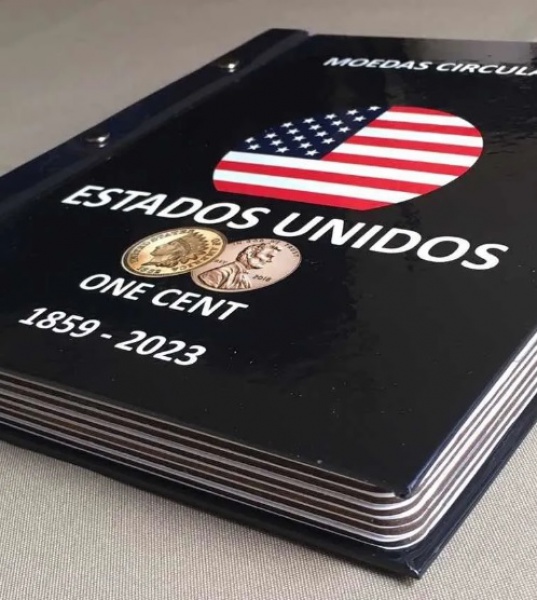 MOEDAS CIRCULA
ESTADOS UNIDOS
ONE CENT
1859 - 2023